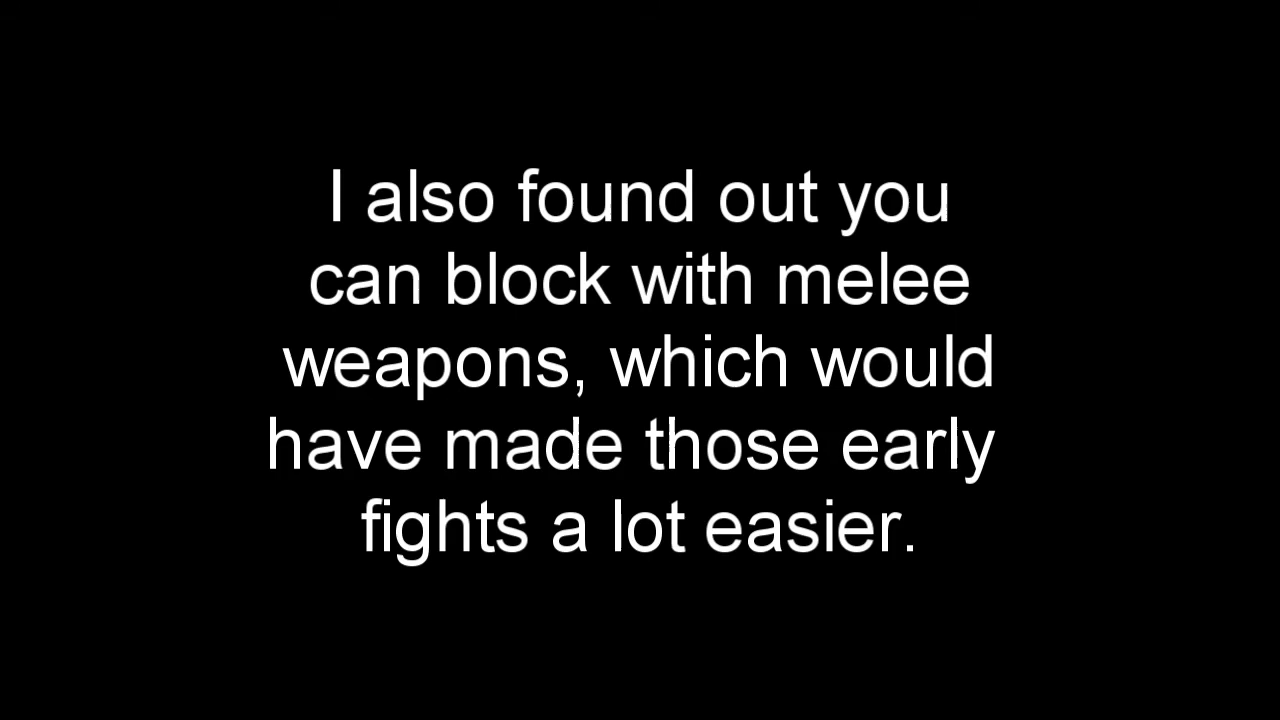 I also found out you
can block with melee
weapons, which would
have made those early
fights a lot easier.